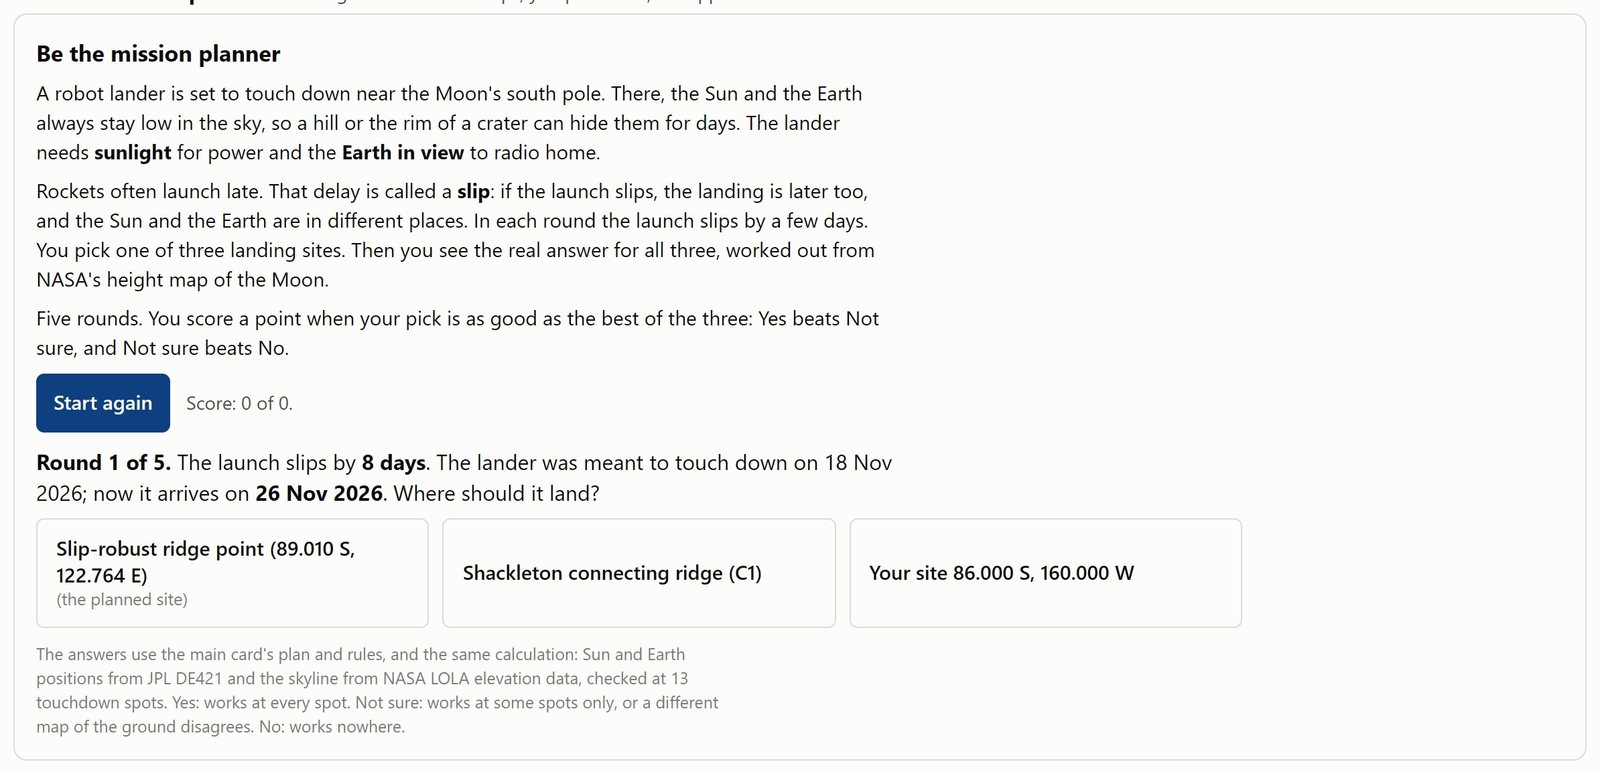 Be the mission planner
A robot lander is set to touch down near the Moon's south pole. There, the Sun and the Earth
always stay low in the sky, so a hill or the rim of a crater can hide them for days. The lander
needs sunlight for power and the Earth in view to radio home.
Rockets often launch late. That delay is called a slip: if the launch slips, the landing is later too,
and the Sun and the Earth are in different places. In each round the launch slips by a few days.
You pick one of three landing sites. Then you see the real answer for all three, worked out from
NASA's height map of the Moon.
Five rounds. You score a point when your pick is as good as the best of the three: Yes beats Not
sure, and Not sure beats No.
Start again
Score: 0 of 0.
Round 1 of 5. The launch slips by 8 days. The lander was meant to touch down on 18 Nov
2026; now it arrives on 26 Nov 2026. Where should it land?
Slip-robust ridge point (89.010 S,
122.764 E)
(the planned site)
Shackleton connecting ridge (C1)
Your site 86.000 S, 160.000 W
The answers use the main card's plan and rules, and the same calculation: Sun and Earth
positions from JPL DE421 and the skyline from NASA LOLA elevation data, checked at 13
touchdown spots. Yes: works at every spot. Not sure: works at some spots only, or a different
map of the ground disagrees. No: works nowhere.